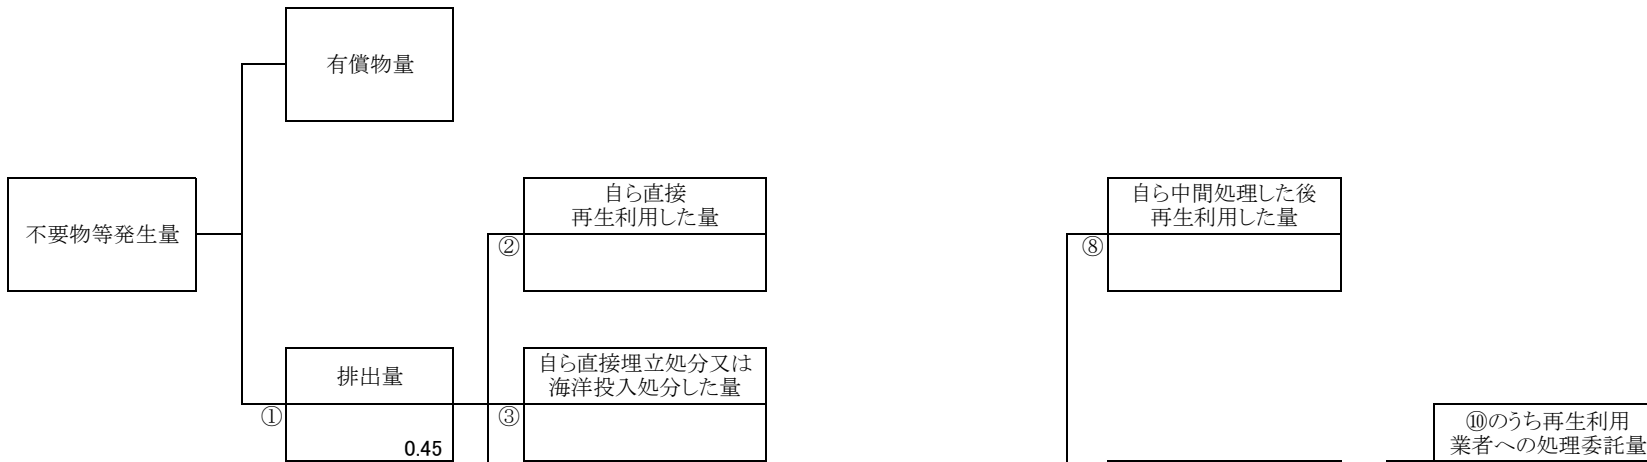 有償物量
不要物等発生量
自ら直接
再生利用した量
②
自ら中間処理した後
再生利用した量
⑧
排出量
①
0.45
自ら直接埋立処分又は
海洋投入処分した量
③
⑩のうち再生利用
業者への処理委託量